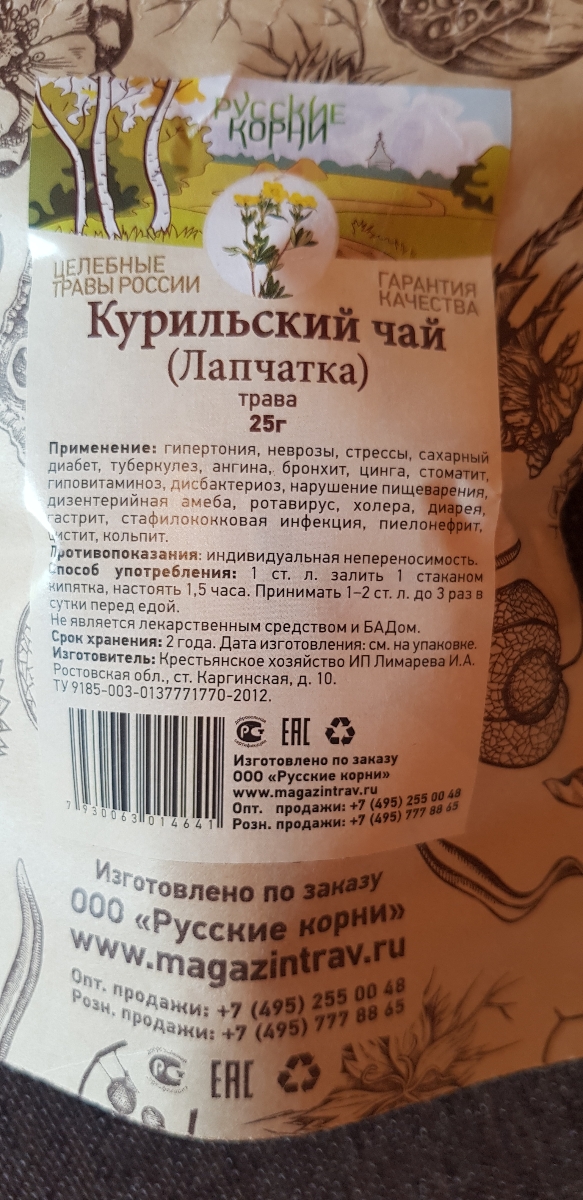 РУССКИЕ
КОРНИ
ЦЕЛЕБНЫЕ
ТРАВЫ РОССИИ
ГАРАНТИЯ
КАЧЕСТВА
Курильский чай
(Лапчатка)
трава
25г
Применение: гипертония, неврозы, стрессы, сахарный
диабет, туберкулез, ангина, бронхит, цинга, стоматит,
гиповитаминоз, дисбактериоз, нарушение пищеварения,
дизентерийная амеба, ротавирус, холера, диарея,
гастрит, стафилококковая инфекция, пиелонефрит,
цистит, кольпит.
Противопоказания: индивидуальная непереносимость.
Способ употребления: 1 ст. л. залить 1 стаканом
кипятка, настоять 1,5 часа. Принимать 1–2 ст. л. до 3 раз в
сутки перед едой.
Не является лекарственным средством и БАДом.
Срок хранения: 2 года. Дата изготовления: см. на упаковке.
Изготовитель: Крестьянское хозяйство ИП Лимарева И.А.
Ростовская обл., ст. Каргинская, д. 10.
ТУ 9185-003-0137771770-2012.
7 930063 014641
РС ЕАС
Изготовлено по заказу
ООО «Русские корни»
www.magazintrav.ru
Опт. продажи: +7 (495) 255 00 48
Розн. продажи: +7 (495) 777 88 65
Изготовлено по заказу
ООО «Русские корни»
www.magazintrav.ru
Опт. продажи: +7 (495) 255 00 48
Розн. продажи: +7 (495) 777 88 65
РС ЕАС